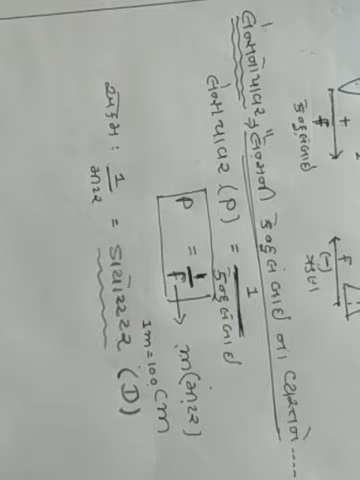 +
F
કેન્દ્રલંબાઈ
F
(-)
લેન્સનો પાવર → લેન્સની કેન્દ્રલંબાઈ ના વ્યસ્તને....
લેન્સપાવર (P) = 1 / કેન્દ્રલંબાઈ
P = 1 / F → m(મીટર)
1m = 100 cm
એકમ : 1 / મીટર = ડાયોપ્ટર (D)